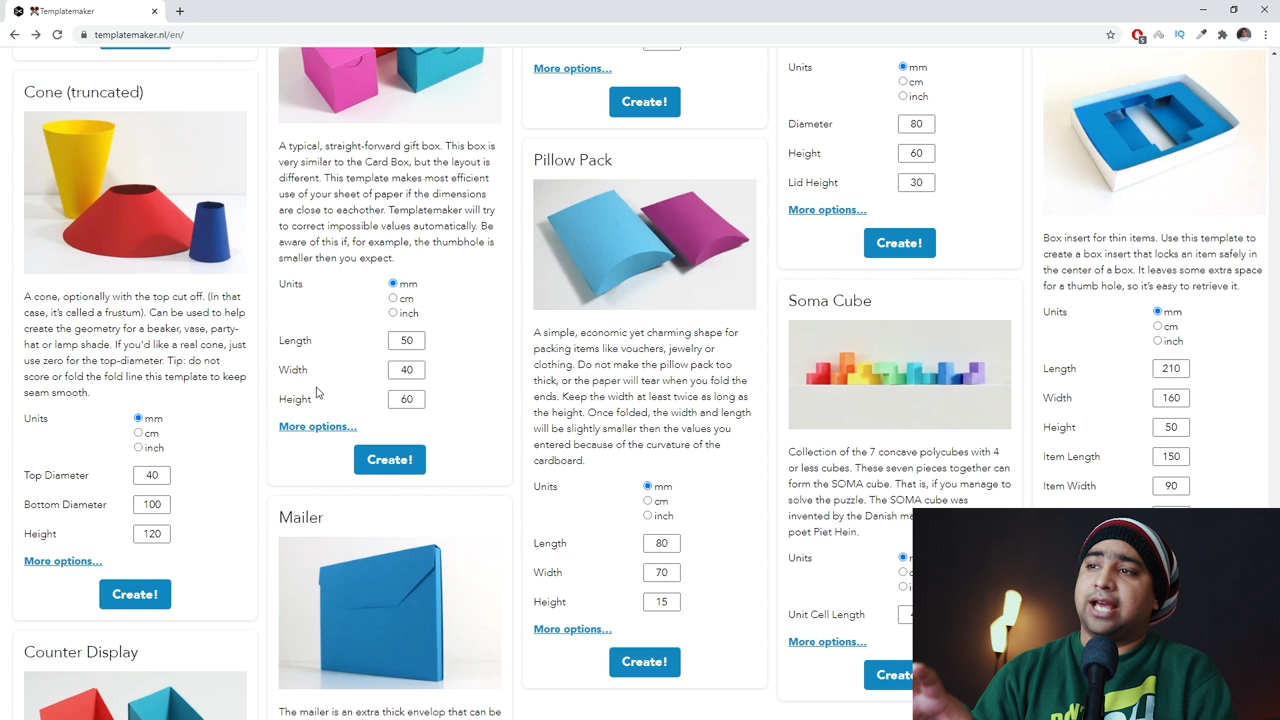 Templatemaker
templatemaker.nl/en/
5
IQ
Cone (truncated)
A cone, optionally with the top cut off. (In that
case, it's called a frustum). Can be used to help
create the geometry for a beaker, vase, party-
hat or lamp shade. If you'd like a real cone, just
use zero for the top-diameter. Tip: do not
score or fold the fold line this template to keep
seam smooth.
Units
mm
cm
inch
Top Diameter 40
Bottom Diameter 100
Height 120
More options...
Create!
Counter Display
A typical, straight-forward gift box. This box is
very similar to the Card Box, but the layout is
different. This template makes most efficient
use of your sheet of paper if the dimensions
are close to eachother. Templatemaker will try
to correct impossible values automatically. Be
aware of this if, for example, the thumbhole is
smaller then you expect.
Units
mm
cm
inch
Length 50
Width 40
Height 60
More options...
Create!
Mailer
The mailer is an extra thick envelop that can be
More options...
Create!
Pillow Pack
A simple, economic yet charming shape for
packing items like vouchers, jewelry or
clothing. Do not make the pillow pack too
thick, or the paper will tear when you fold the
ends. Keep the width at least twice as long as
the height. Once folded, the width and length
will be slightly smaller then the values you
entered because of the curvature of the
cardboard.
Units
mm
cm
inch
Length 80
Width 70
Height 15
More options...
Create!
Units
mm
cm
inch
Diameter 80
Height 60
Lid Height 30
More options...
Create!
Soma Cube
Collection of the 7 concave polycubes with 4
or less cubes. These seven pieces together can
form the SOMA cube. That is, if you manage to
solve the puzzle. The SOMA cube was
invented by the Danish
poet Piet Hein.
Units
Unit Cell Length
More options...
Box insert for thin items. Use this template to
create a box insert that locks an item safely in
the center of a box. It leaves some extra space
for a thumb hole, so it's easy to retrieve it.
Units
mm
cm
inch
Length 210
Width 160
Height 50
Item Length 150
Item Width 90